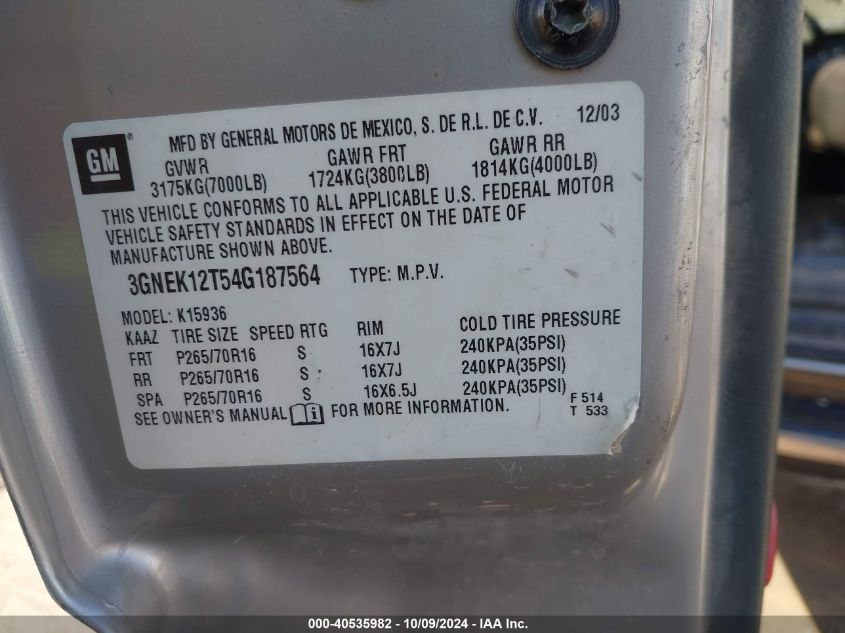 GM
MFD BY GENERAL MOTORS DE MEXICO, S. DE R.L. DE C.V. 12/03
GVWR GAWR FRT GAWR RR
3175KG(7000LB) 1724KG(3800LB) 1814KG(4000LB)
THIS VEHICLE CONFORMS TO ALL APPLICABLE U.S. FEDERAL MOTOR
VEHICLE SAFETY STANDARDS IN EFFECT ON THE DATE OF
MANUFACTURE SHOWN ABOVE.
3GNEK12T54G187564 TYPE: M.P.V.
MODEL: K15936
KAAZ TIRE SIZE SPEED RTG RIM COLD TIRE PRESSURE
FRT P265/70R16 S 16X7J 240KPA(35PSI)
RR P265/70R16 S 16X7J 240KPA(35PSI)
SPA P265/70R16 S 16X6.5J 240KPA(35PSI)
SEE OWNER'S MANUAL i FOR MORE INFORMATION.
F 514
T 533
000-40535982 - 10/09/2024 - IAA Inc.